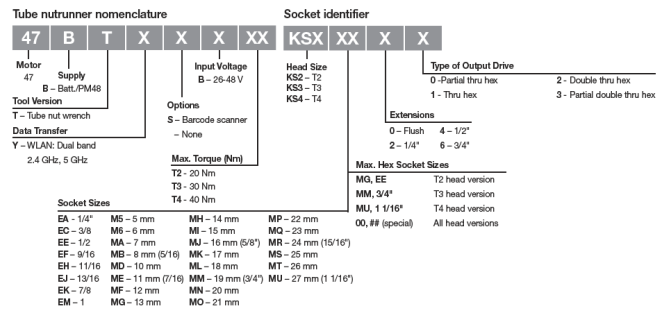 Tube nutrunner nomenclature
Socket identifier
47 B T X X X XX KSX XX X X
Motor
47
Supply
B – Batt./PM48
Tool Version
T – Tube nut wrench
Data Transfer
Y – WLAN: Dual band
2.4 GHz, 5 GHz
Input Voltage
B – 26-48 V
Options
S – Barcode scanner
– None
Max. Torque (Nm)
T2 - 20 Nm
T3 - 30 Nm
T4 - 40 Nm
Head Size
KS2 – T2
KS3 – T3
KS4 – T4
Type of Output Drive
0 -Partial thru hex 2 - Double thru hex
1 - Thru hex 3 - Partial double thru hex
Extensions
0 – Flush 4 – 1/2"
2 – 1/4" 6 – 3/4"
Max. Hex Socket Sizes
MG, EE T2 head version
MM, 3/4" T3 head version
MU, 1 1/16" T4 head version
00, ## (special) All head versions
Socket Sizes
EA - 1/4" M5 – 5 mm MH – 14 mm MP – 22 mm
EC – 3/8 M6 – 6 mm MI – 15 mm MQ – 23 mm
EE – 1/2 MA – 7 mm MJ – 16 mm (5/8") MR – 24 mm (15/16")
EF – 9/16 MB – 8 mm (5/16) MK – 17 mm MS – 25 mm
EH – 11/16 MD – 10 mm ML – 18 mm MT – 26 mm
EJ – 13/16 ME – 11 mm (7/16) MM – 19 mm (3/4") MU – 27 mm (1 1/16")
EK – 7/8 MF – 12 mm MN – 20 mm
EM – 1 MG – 13 mm MO – 21 mm